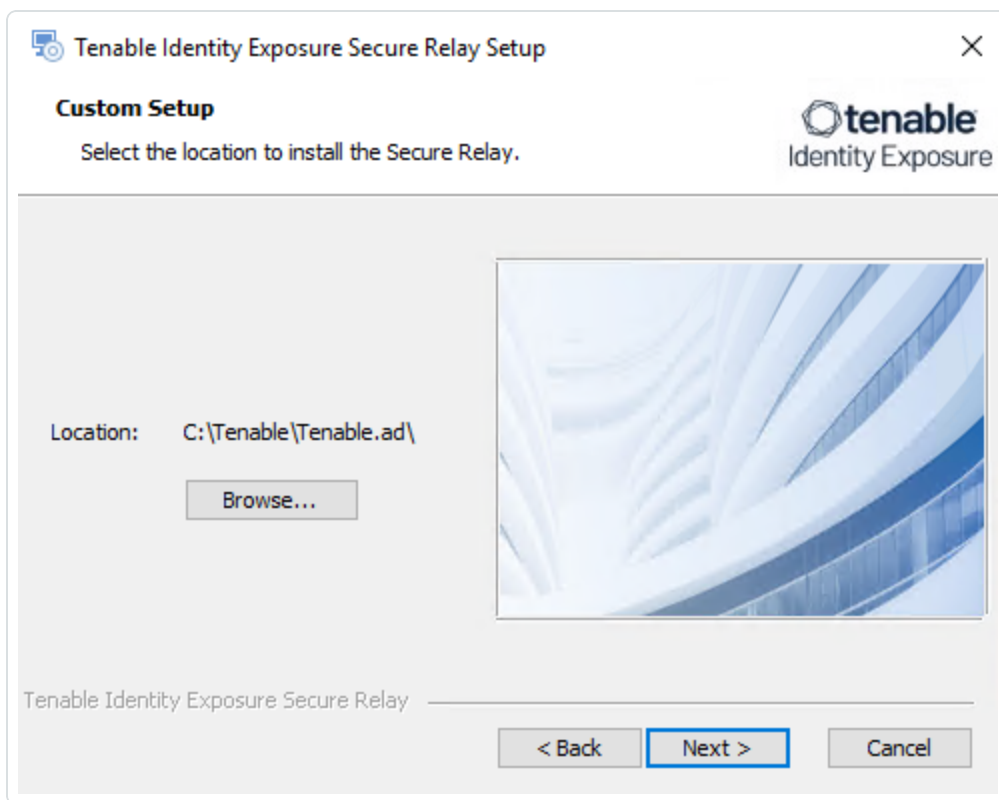 Tenable Identity Exposure Secure Relay Setup
Custom Setup
Select the location to install the Secure Relay.
tenable
Identity Exposure
Location: C:\Tenable\Tenable.ad\
Browse...
Tenable Identity Exposure Secure Relay
< Back Next > Cancel